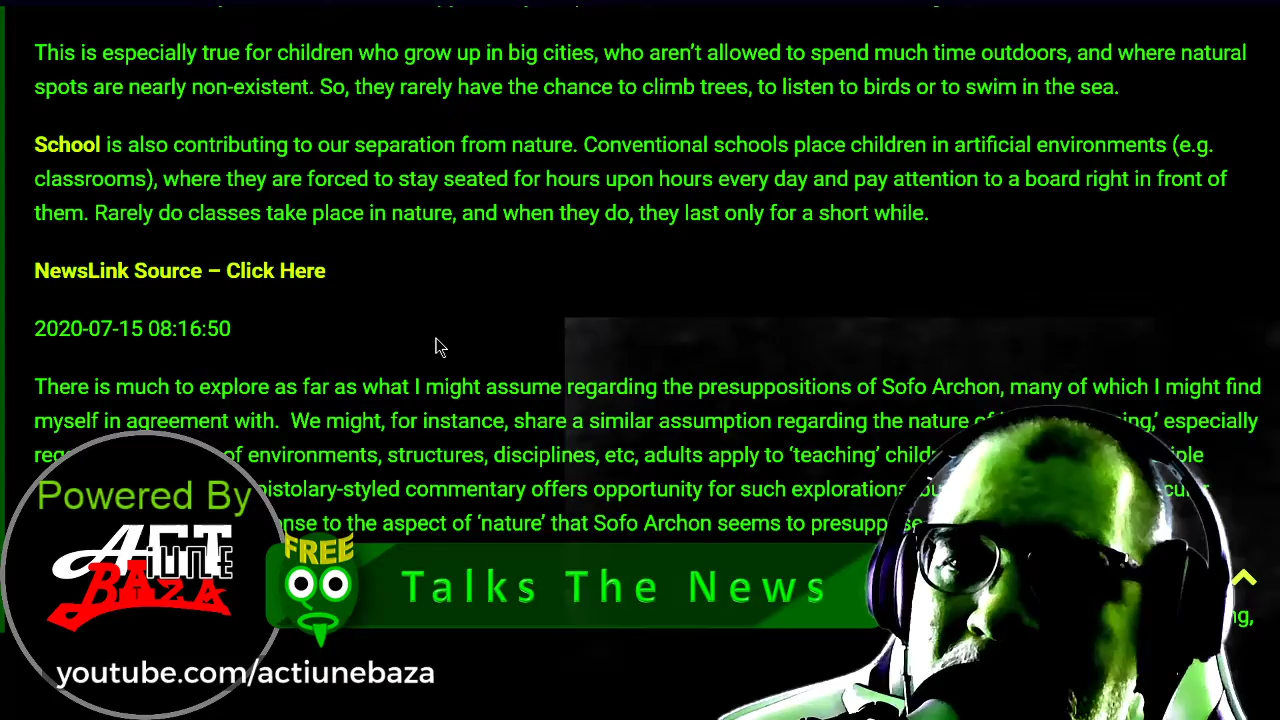 This is especially true for children who grow up in big cities, who aren’t allowed to spend much time outdoors, and where natural
spots are nearly non-existent. So, they rarely have the chance to climb trees, to listen to birds or to swim in the sea.
School is also contributing to our separation from nature. Conventional schools place children in artificial environments (e.g.
classrooms), where they are forced to stay seated for hours upon hours every day and pay attention to a board right in front of
them. Rarely do classes take place in nature, and when they do, they last only for a short while.
NewsLink Source – Click Here
2020-07-15 08:16:50
There is much to explore as far as what I might assume regarding the presuppositions of Sofo Archon, many of which I might find
myself in agreement with. We might, for instance, share a similar assumption regarding the nature of especially
of environments, structures, disciplines, etc, adults apply to ‘teaching’
commentary offers opportunity for such explorations
to the aspect of ‘nature’ that Sofo Archon seems to
Powered By
ACT
iUNE
BAZA
FREE
Talks The News
youtube.com/actiunebaza